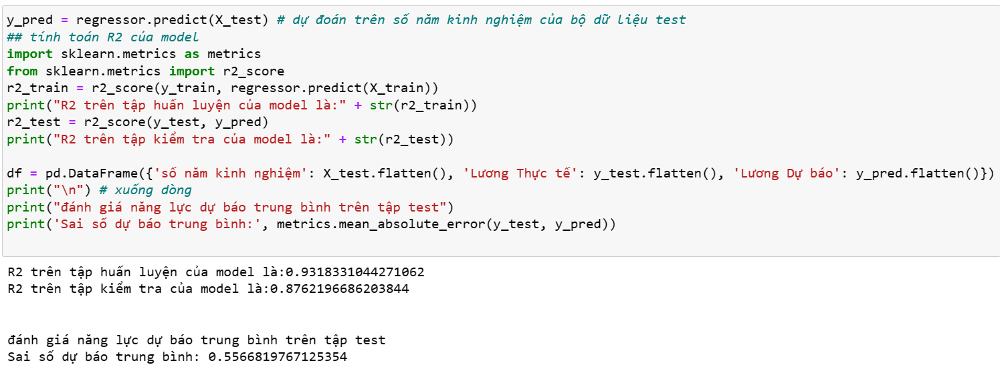 y_pred = regressor.predict(X_test) # dự đoán trên số năm kinh nghiệm của bộ dữ liệu test
## tính toán R2 của model
import sklearn.metrics as metrics
from sklearn.metrics import r2_score
r2_train = r2_score(y_train, regressor.predict(X_train))
print("R2 trên tập huấn luyện của model là:" + str(r2_train))
r2_test = r2_score(y_test, y_pred)
print("R2 trên tập kiểm tra của model là:" + str(r2_test))
df = pd.DataFrame({'số năm kinh nghiệm': X_test.flatten(), 'Lương Thực tế': y_test.flatten(), 'Lương Dự báo': y_pred.flatten()})
print("\n") # xuống dòng
print("đánh giá năng lực dự báo trung bình trên tập test")
print('Sai số dự báo trung bình:', metrics.mean_absolute_error(y_test, y_pred))
R2 trên tập huấn luyện của model là:0.9318331044271062
R2 trên tập kiểm tra của model là:0.8762196686203844
đánh giá năng lực dự báo trung bình trên tập test
Sai số dự báo trung bình: 0.5566819767125354